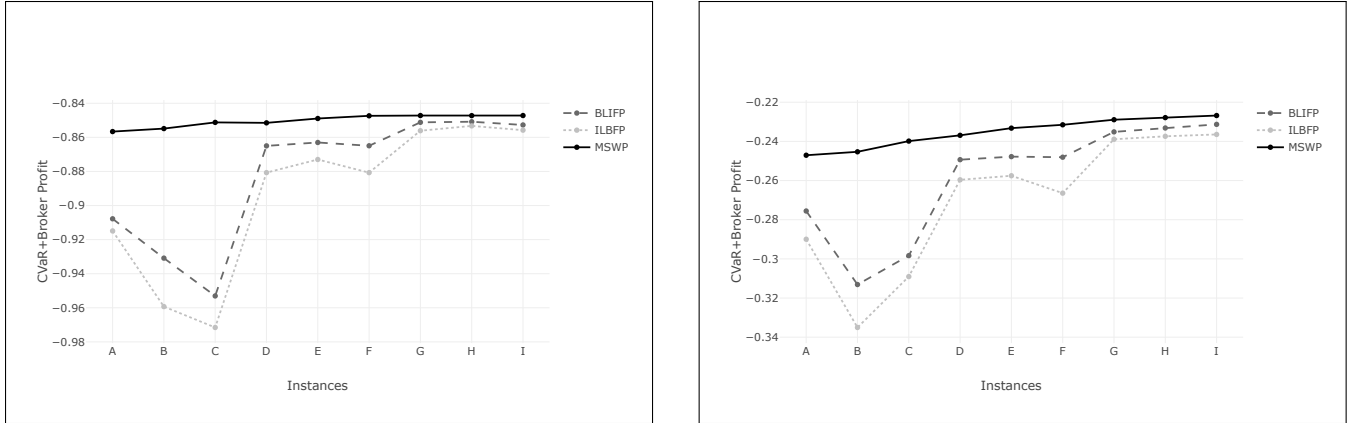 −0.84
−0.86
−0.88
−0.9
−0.92
−0.94
−0.96
−0.98
CVaR+Broker Profit
A B C D E F G H I
Instances
BLIFP
ILBFP
MSWP
−0.22
−0.24
−0.26
−0.28
−0.3
−0.32
−0.34
CVaR+Broker Profit
A B C D E F G H I
Instances
BLIFP
ILBFP
MSWP